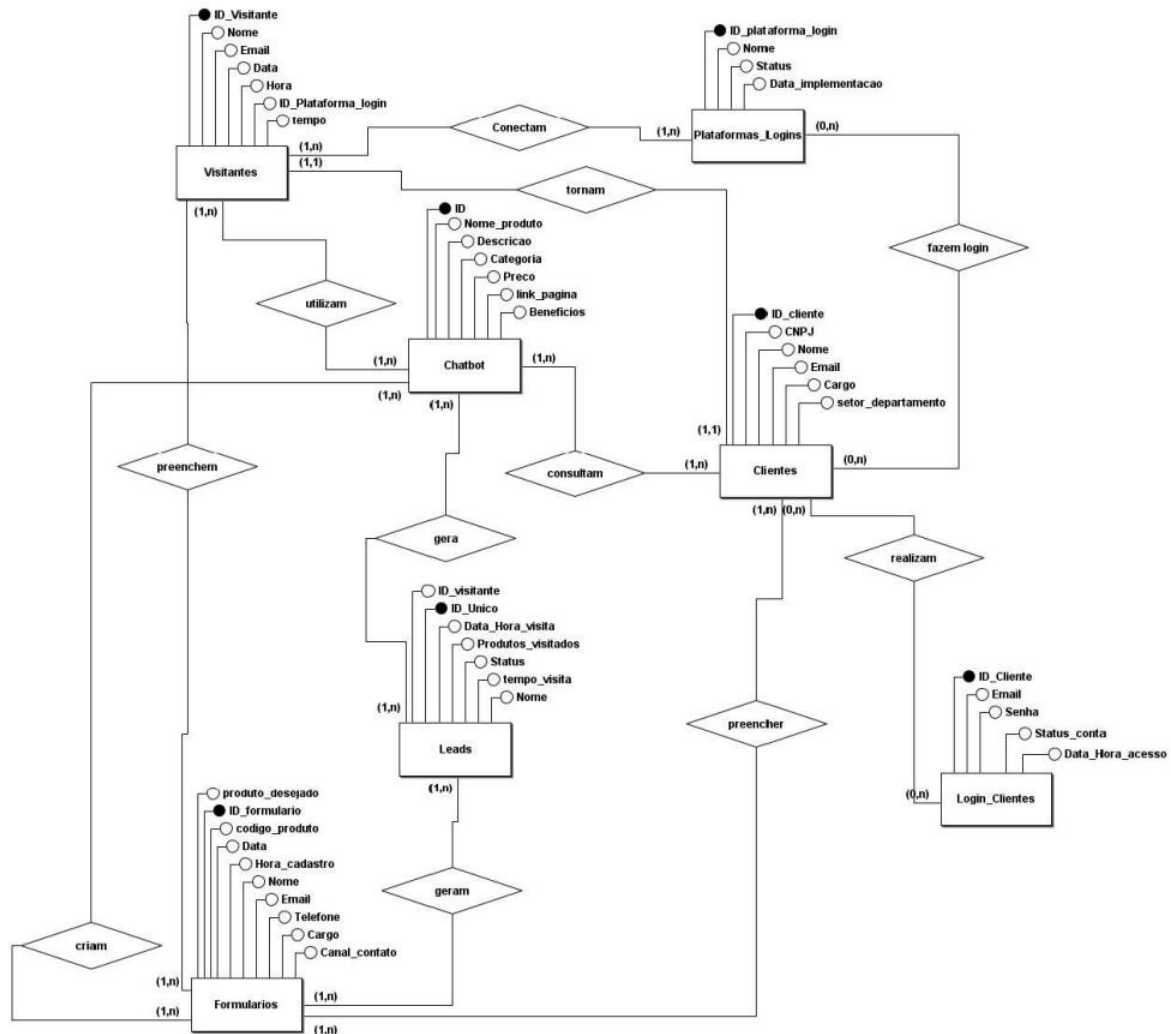 ID_Visitante
Nome
Email
Data
Hora
ID_Plataforma_login
tempo
Visitantes
(1,n)
(1,1)
(1,n)
Conectam
ID_plataforma_login
Nome
Status
Data_implementacao
Plataformas_Logins
(1,n)
(0,n)
tornam
fazem login
utilizam
ID
Nome_produto
Descricao
Categoria
Preco
link_pagina
Beneficios
Chatbot
(1,n)
(1,n)
(1,n)
(1,n)
ID_cliente
CNPJ
Nome
Email
Cargo
setor_departamento
Clientes
(1,1)
(0,n)
(1,n)
(1,n)
(0,n)
preenchem
consultam
gera
realizam
ID_visitante
ID_Unico
Data_Hora_visita
Produtos_visitados
Status
tempo_visita
Nome
Leads
(1,n)
(1,n)
preencher
ID_Cliente
Email
Senha
Status_conta
Data_Hora_acesso
Login_Clientes
(0,n)
produto_desejado
ID_formulario
codigo_produto
Data
Hora_cadastro
Nome
Email
Telefone
Cargo
Canal_contato
Formularios
geram
criam
(1,n)
(1,n)
(1,n)
(1,n)